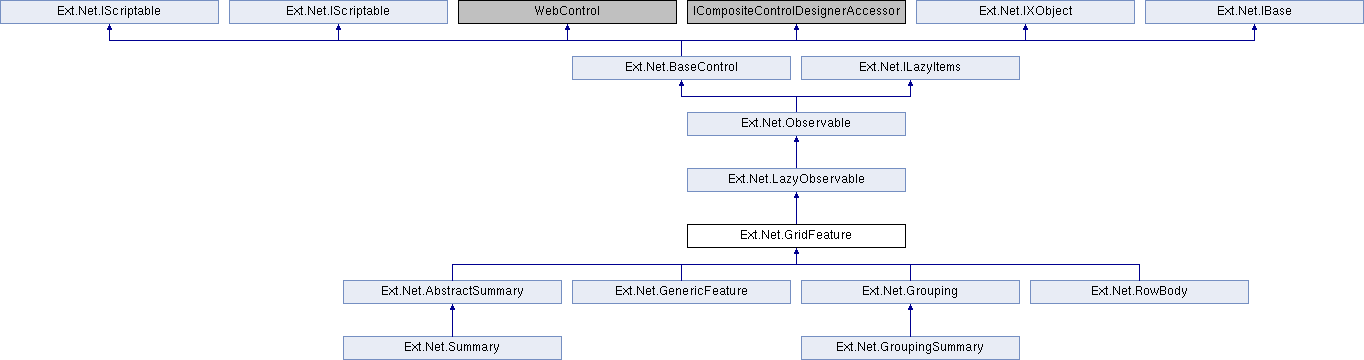 Ext.Net.IScriptable
Ext.Net.IScriptable
WebControl
ICompositeControlDesignerAccessor
Ext.Net.IXObject
Ext.Net.IBase
Ext.Net.BaseControl
Ext.Net.ILazyItems
Ext.Net.Observable
Ext.Net.LazyObservable
Ext.Net.GridFeature
Ext.Net.AbstractSummary
Ext.Net.GenericFeature
Ext.Net.Grouping
Ext.Net.RowBody
Ext.Net.Summary
Ext.Net.GroupingSummary